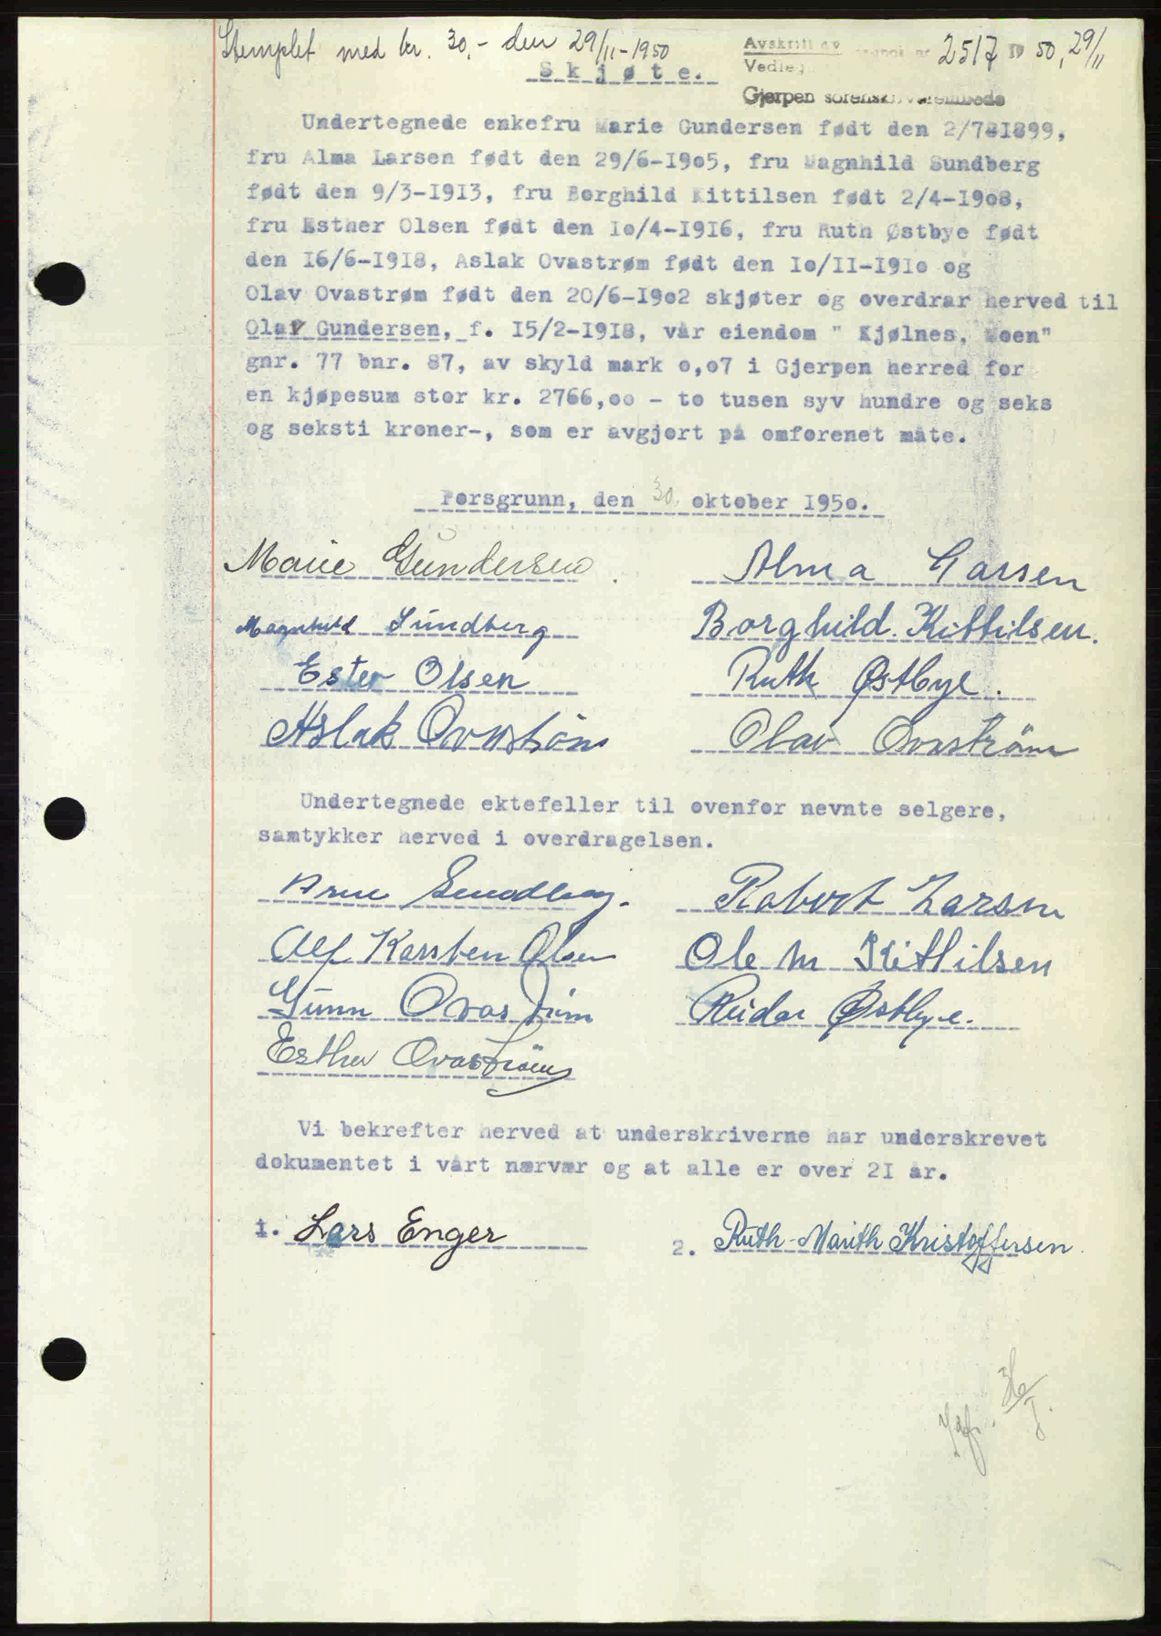 Stemplet med kr. 30,- den 29/11-1950
Avskrift av dagbok nr 2517 19 50, 29/11
Vedlegg
Gjerpen sorenskriverembede
Skjøte.
Undertegnede enkefru Marie Gundersen født den 2/7-1899,
fru Alma Larsen født den 29/6-1905, fru Magnhild Sundberg
født den 9/3-1913, fru Borghild Kittilsen født 2/4-1908,
fru Esther Olsen født den 10/4-1916, fru Ruth Østbye født
den 16/6-1918, Aslak Ovastrøm født den 10/11-1910 og
Olav Ovastrøm født den 20/6-1902 skjøter og overdrar herved til
Olaf Gundersen, f. 15/2-1918, vår eiendom " Kjølnes, Moen"
gnr. 77 bnr. 87, av skyld mark 0,07 i Gjerpen herred for
en kjøpesum stor kr. 2766,00 - to tusen syv hundre og seks
og seksti kroner-, som er avgjort på omforenet måte.
Porsgrunn, den 30. oktober 1950.
Marie Gundersen. Alma Larsen
Magnhild Sundberg Borghild Kittilsen.
Ester Olsen Ruth Østbye.
Aslak Ovastrøm Olav Ovaström
Undertegnede ektefeller til ovenfor nevnte selgere,
samtykker herved i overdragelsen.
Arne Sundberg. Robert Larsen
Alf Karsten Olsen Ole M Kittilsen
Gunn Ovastrøm Reidar Østbye.
Esther Ovaström
Vi bekrefter herved at underskriverne har underskrevet
dokumentet i vårt nærvær og at alle er over 21 år.
1. Lars Enger 2. Ruth-Marith Kristoffersen.